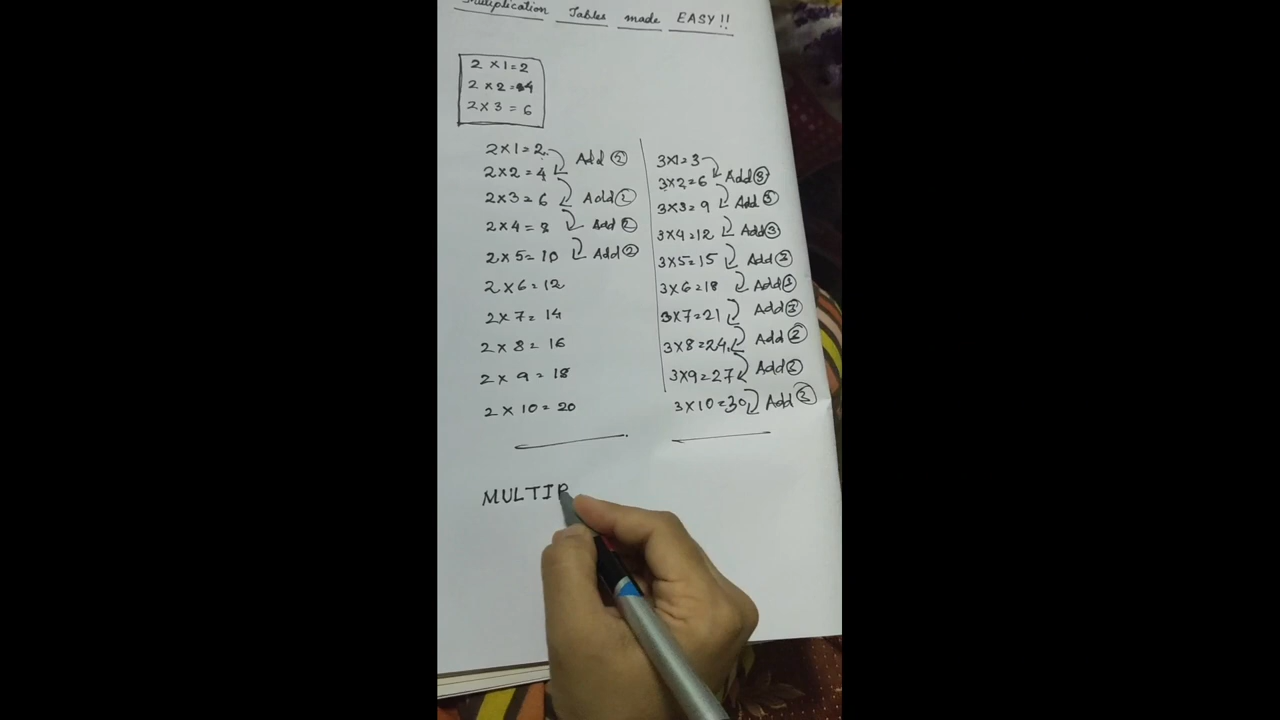 Multiplication Tables made EASY!!
2 × 1 = 2
2 × 2 = 4
2 × 3 = 6
2 × 1 = 2 Add 2
2 × 2 = 4
2 × 3 = 6 Add 2
2 × 4 = 8 Add 2
2 × 5 = 10 Add 2
2 × 6 = 12
2 × 7 = 14
2 × 8 = 16
2 × 9 = 18
2 × 10 = 20
3×1=3
3×2=6 Add 3
3×3=9 Add 3
3×4=12 Add 3
3×5=15 Add 3
3×6=18 Add 3
3×7=21 Add 3
3×8=24 Add 3
3×9=27 Add 3
3×10=30 Add 3
MULTIP